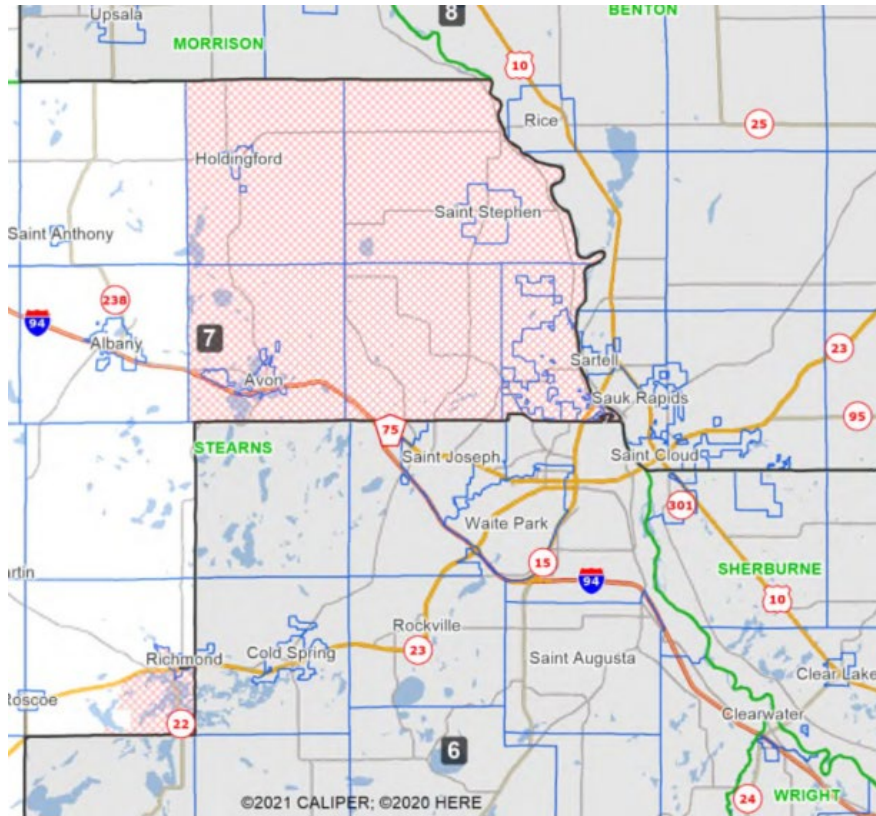 Upsala
8
BENTON
MORRISON
10
Rice
25
Holdingford
Saint Stephen
Saint Anthony
238
94
7
Albany
Avon
Sartell
23
Sauk Rapids
95
75
STEARNS
Saint Joseph
Saint Cloud
301
Waite Park
15
94
SHERBURNE
artin
10
Rockville
Cold Spring
23
Richmond
Saint Augusta
Clear Lake
Roscoe
22
Clearwater
6
24
WRIGHT
©2021 CALIPER; ©2020 HERE